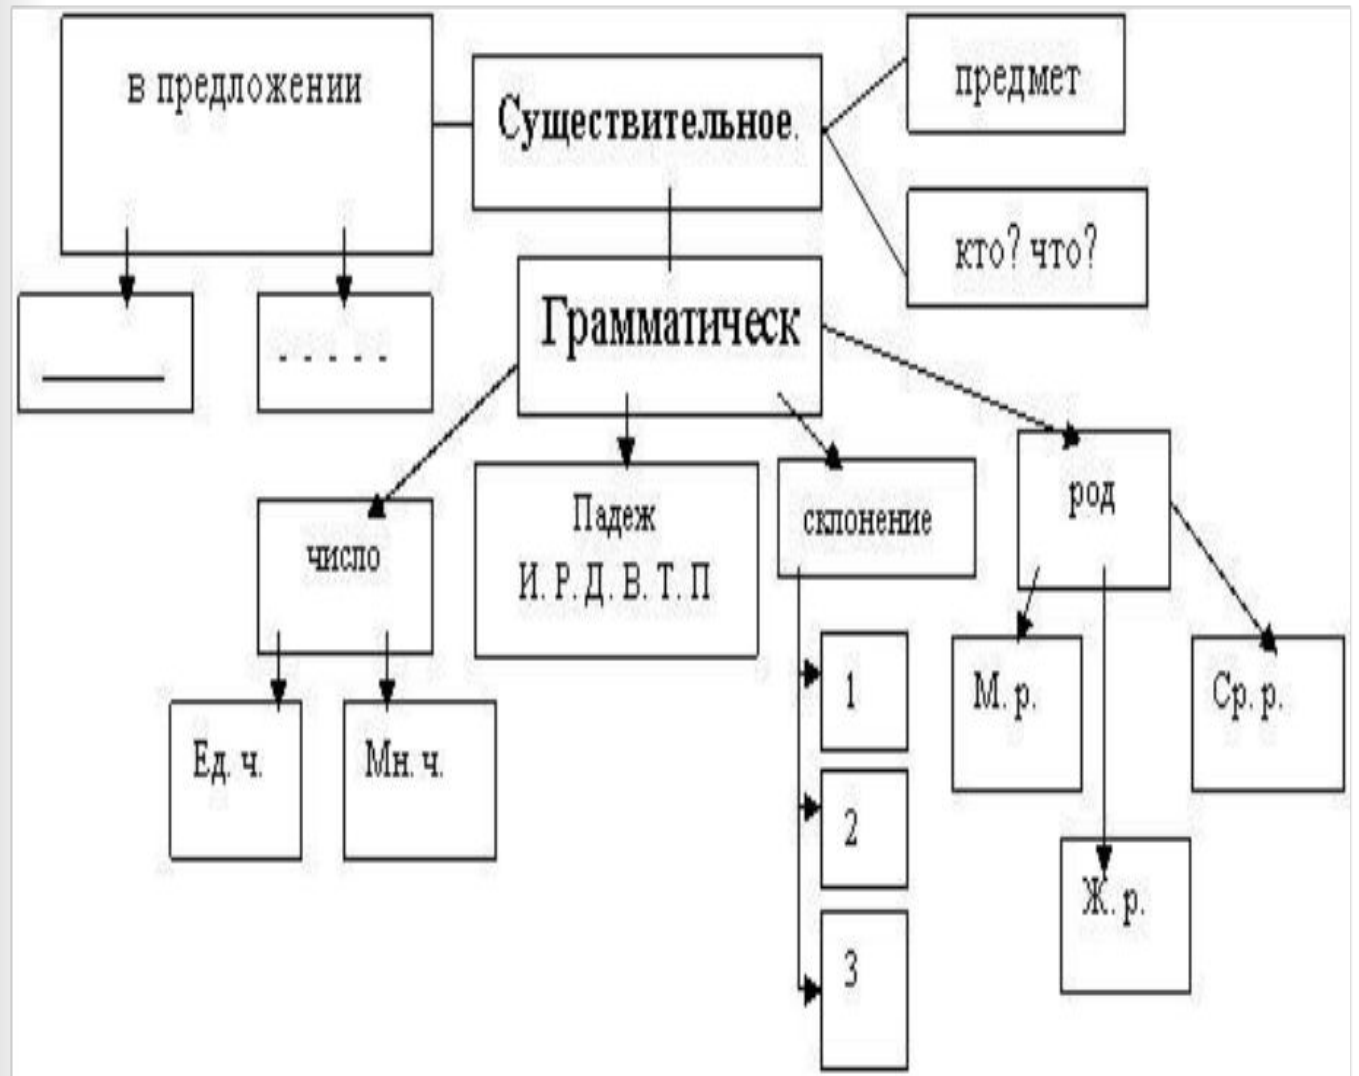 в предложении
Существительное.
предмет
кто? что?
Грамматическ
число
Падеж
И. Р. Д. В. Т. П
склонение
род
Ед. ч.
Мн. ч.
1
2
3
М. р.
Ж. р.
Ср. р.